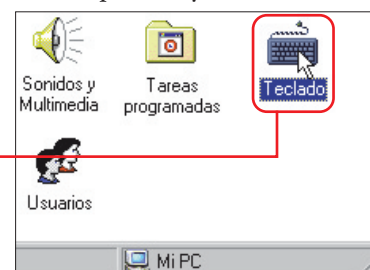 Sonidos y
Multimedia
Tareas
programadas
Teclado
Usuarios
Mi PC